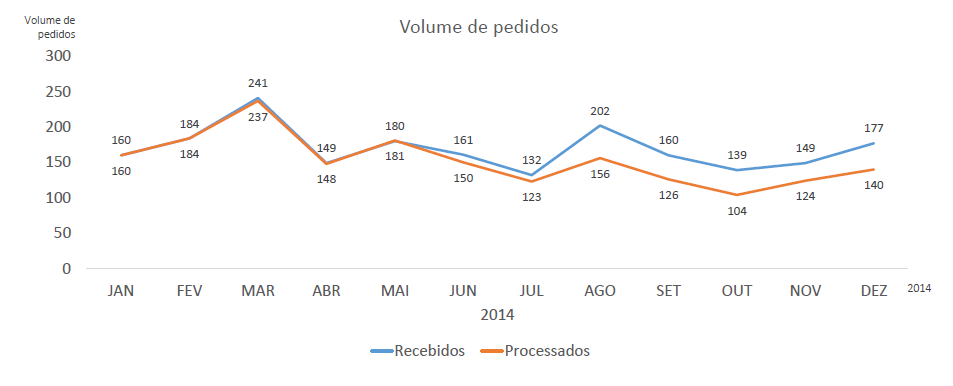 Volume de
pedidos
Volume de pedidos
300
250
200
150
100
50
0
160 184 241 149 180 161 132 202 160 139 149 177
160 184 237 148 181 150 123 156 126 104 124 140
JAN FEV MAR ABR MAI JUN JUL AGO SET OUT NOV DEZ 2014
2014
Recebidos Processados